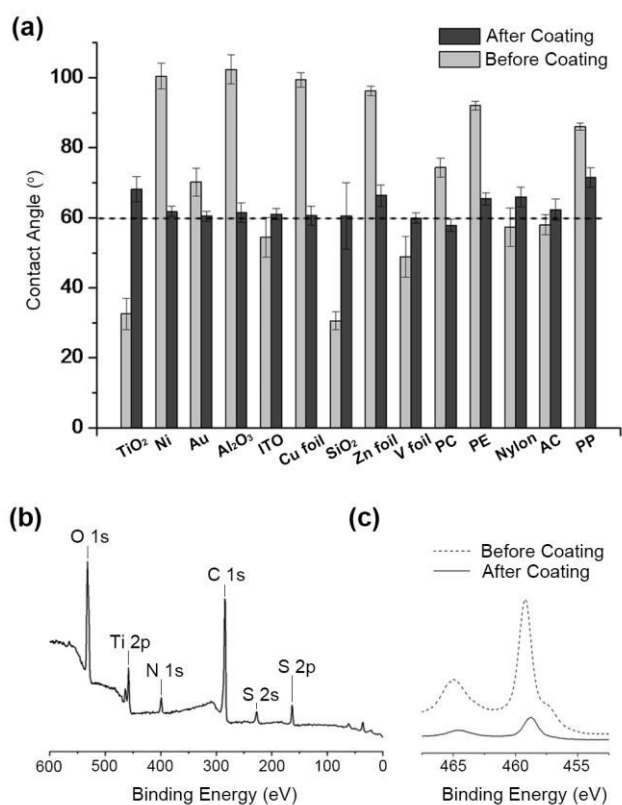 (a)
After Coating
Before Coating
Contact Angle (°)
100
80
60
40
20
0
TiO₂ Ni Au Al₂O₃ ITO Cu foil SiO₂ Zn foil V foil PC PE Nylon AC PP
(b)
O 1s
Ti 2p
N 1s
C 1s
S 2s
S 2p
600 500 400 300 200 100 0
Binding Energy (eV)
(c)
Before Coating
After Coating
465 460 455
Binding Energy (eV)